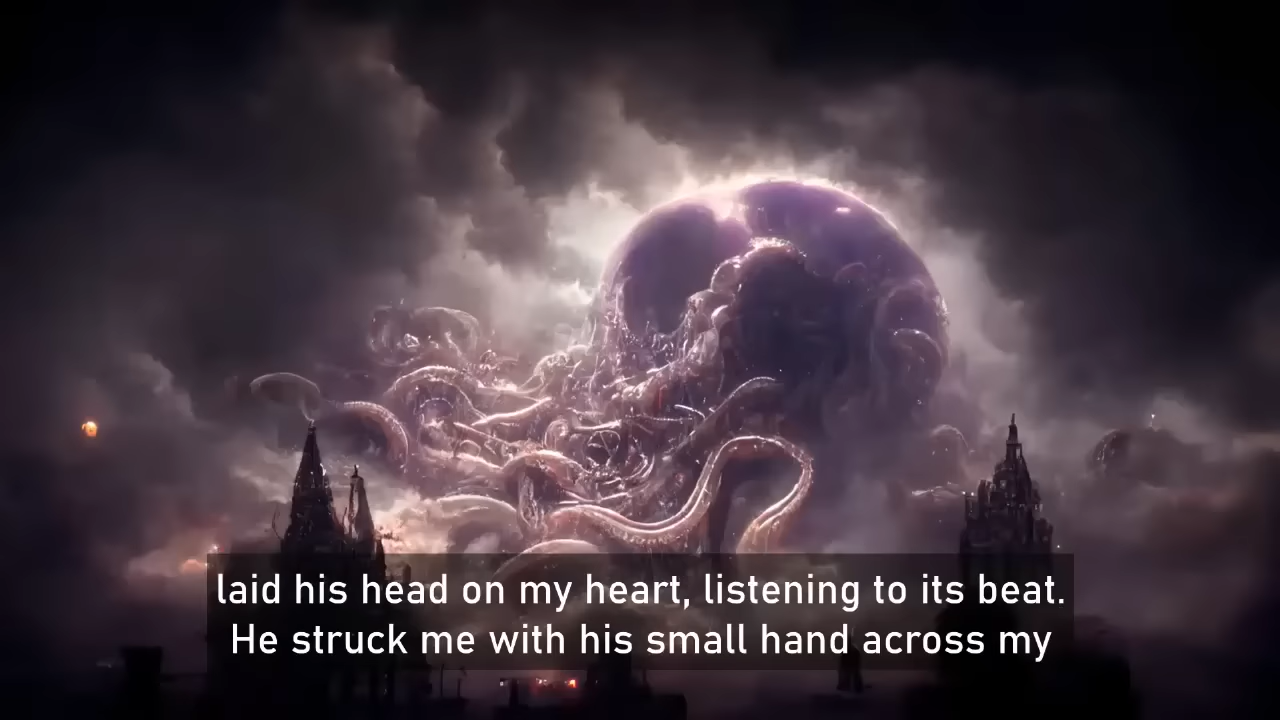 laid his head on my heart, listening to its beat.
He struck me with his small hand across my